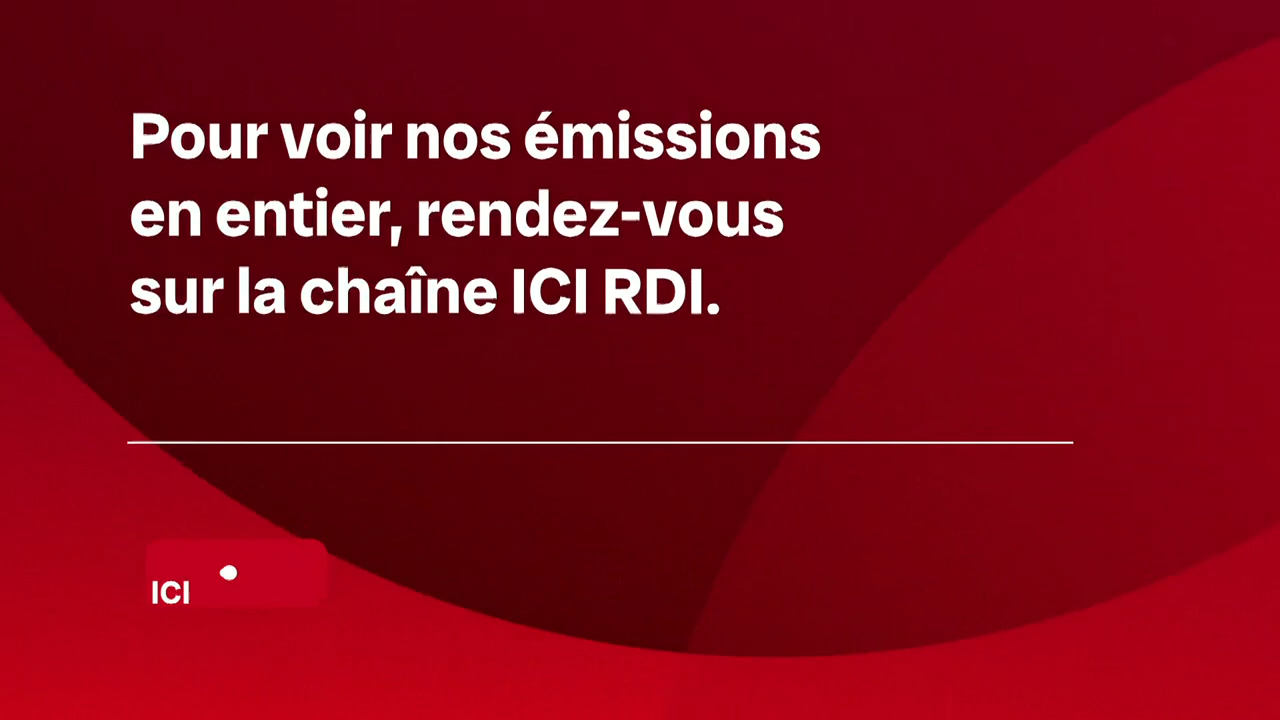 Pour voir nos émissions
en entier, rendez-vous
sur la chaîne ICI RDI.
ICI